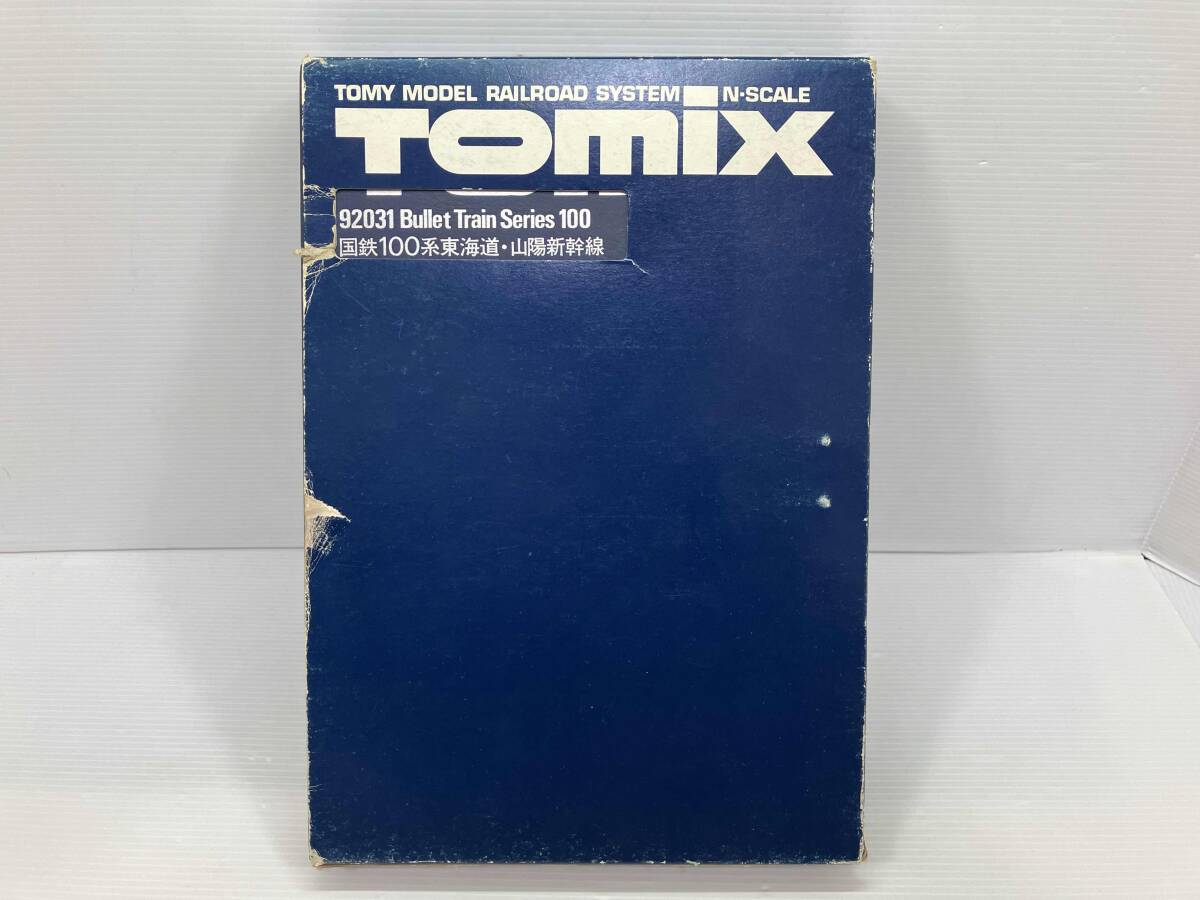 TOMY MODEL RAILROAD SYSTEM N·SCALE
TOMIX
92031 Bullet Train Series 100
国鉄100系東海道・山陽新幹線